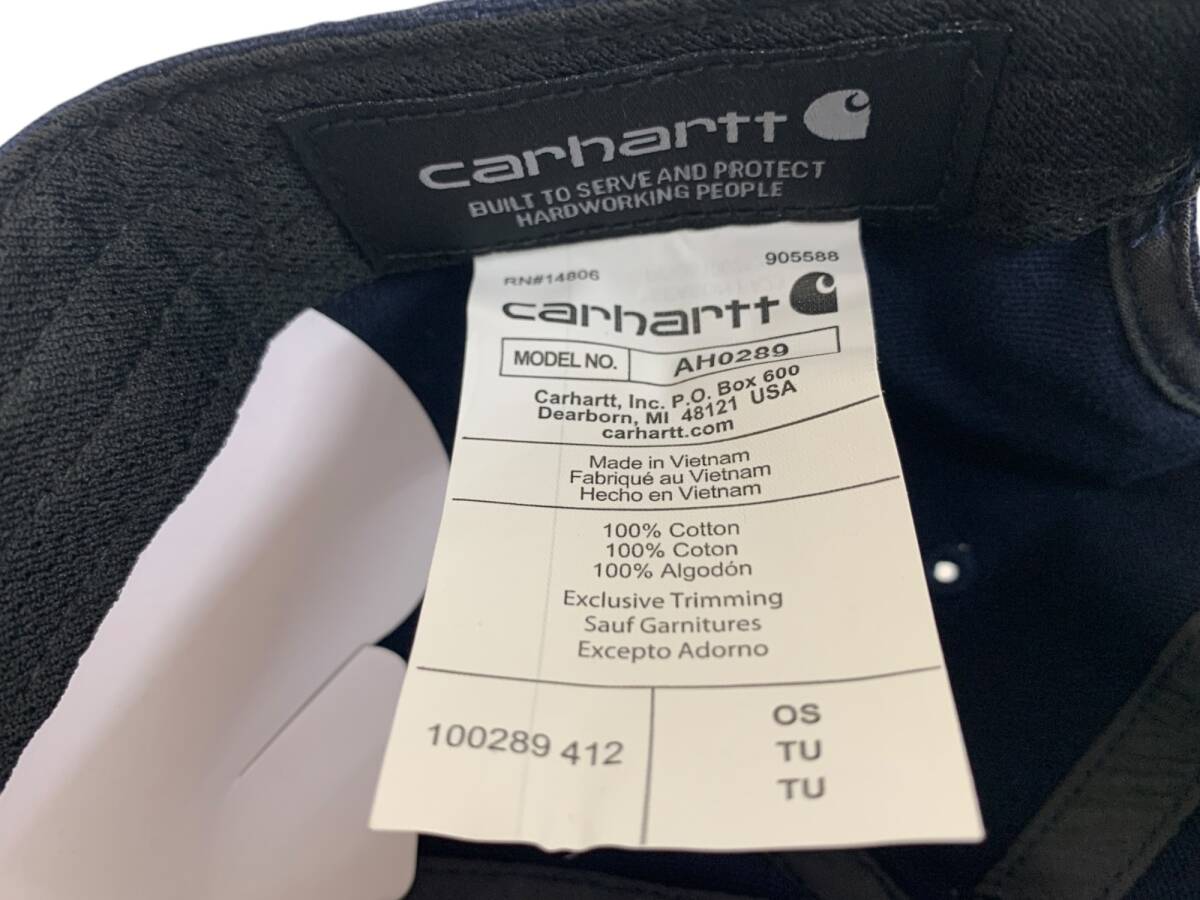 carhartt
BUILT TO SERVE AND PROTECT
HARDWORKING PEOPLE
RN#14806
905588
carhartt
MODEL NO. AH0289
Carhartt, Inc. P.O. Box 600
Dearborn, MI 48121 USA
carhartt.com
Made in Vietnam
Fabriqué au Vietnam
Hecho en Vietnam
100% Cotton
100% Coton
100% Algodón
Exclusive Trimming
Sauf Garnitures
Excepto Adorno
100289 412
OS
TU
TU